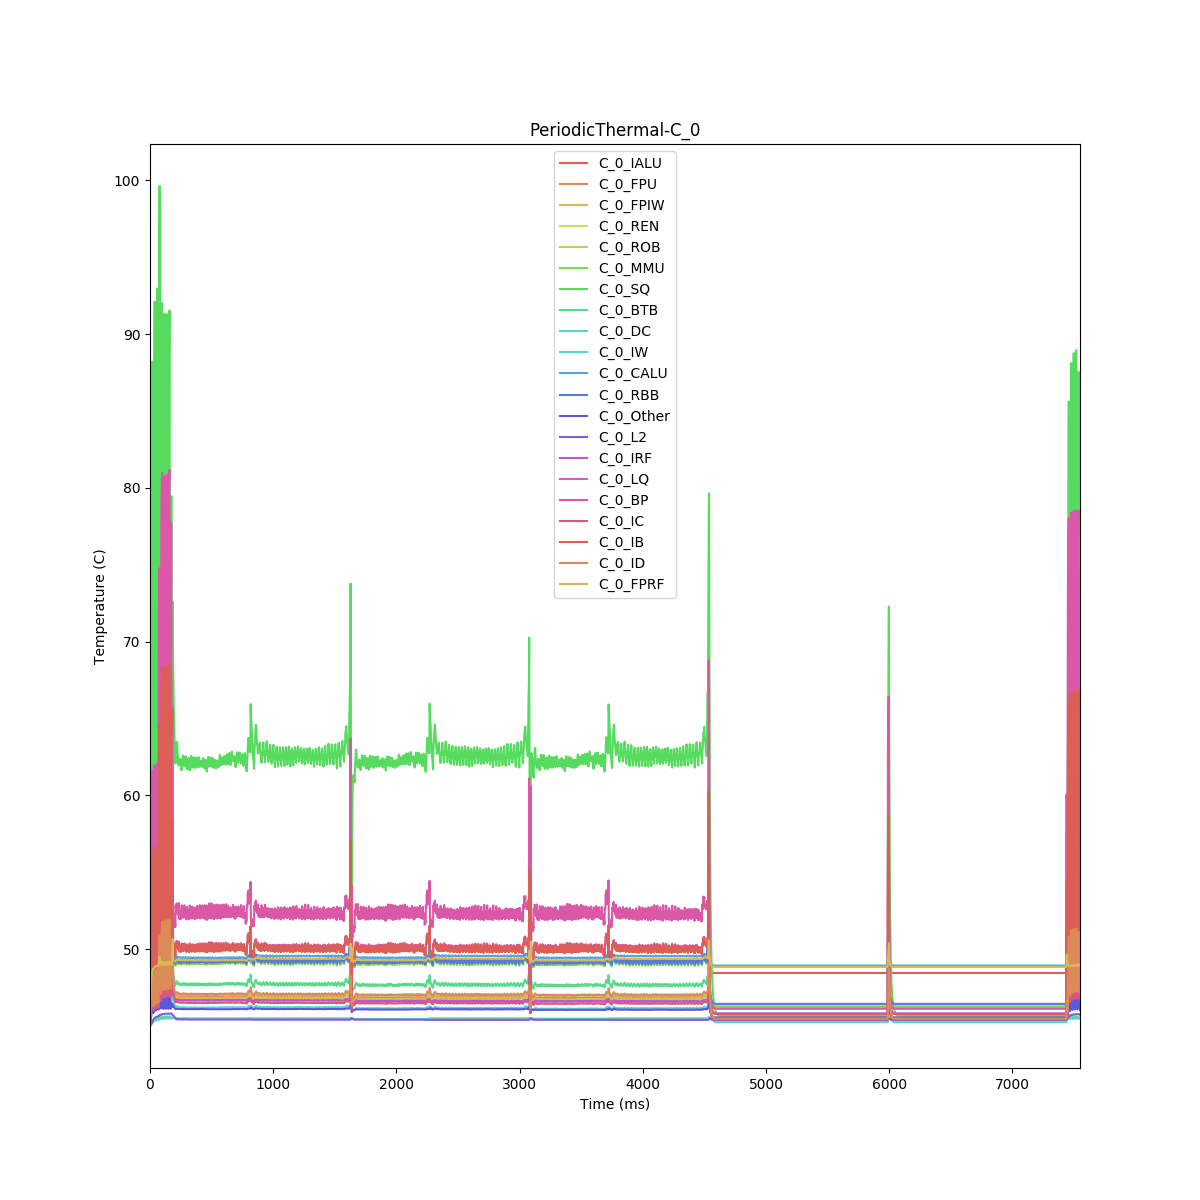 PeriodicThermal-C_0
100
90
80
70
60
50
Temperature (C)
C_0_IALU
C_0_FPU
C_0_FPIW
C_0_REN
C_0_ROB
C_0_MMU
C_0_SQ
C_0_BTB
C_0_DC
C_0_IW
C_0_CALU
C_0_RBB
C_0_Other
C_0_L2
C_0_IRF
C_0_LQ
C_0_BP
C_0_IC
C_0_IB
C_0_ID
C_0_FPRF
0 1000 2000 3000 4000 5000 6000 7000
Time (ms)